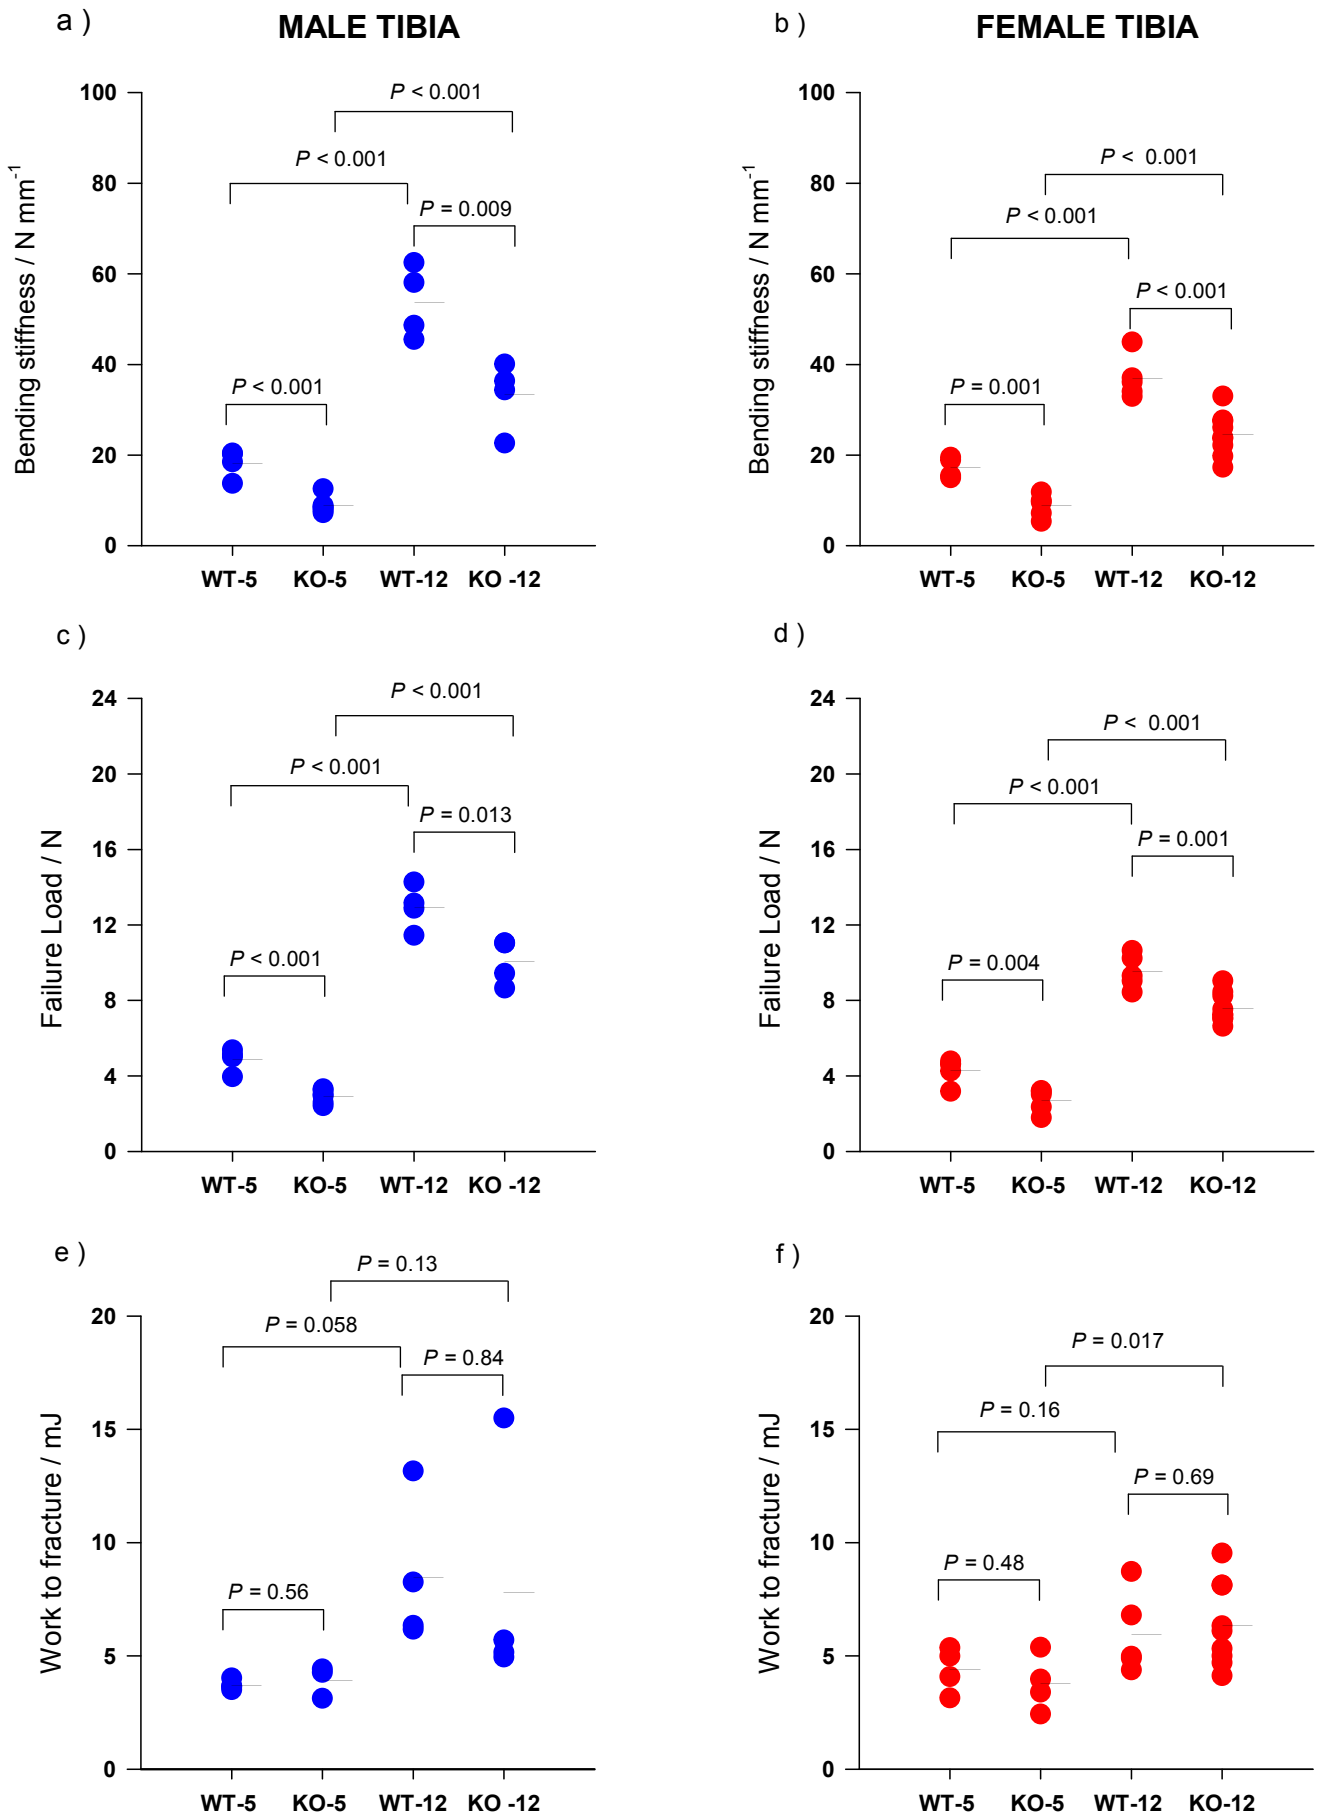 a ) MALE TIBIA
b ) FEMALE TIBIA
Bending stiffness / N mm⁻¹
100
80
60
40
20
0
P < 0.001
P < 0.001
P = 0.009
P < 0.001
WT-5 KO-5 WT-12 KO -12
Bending stiffness / N mm⁻¹
100
80
60
40
20
0
P < 0.001
P < 0.001
P < 0.001
P = 0.001
WT-5 KO-5 WT-12 KO-12
c )
Failure Load / N
24
20
16
12
8
4
0
P < 0.001
P < 0.001
P = 0.013
P < 0.001
WT-5 KO-5 WT-12 KO -12
d )
Failure Load / N
24
20
16
12
8
4
0
P < 0.001
P < 0.001
P = 0.001
P = 0.004
WT-5 KO-5 WT-12 KO-12
e )
Work to fracture / mJ
20
15
10
5
0
P = 0.13
P = 0.058
P = 0.84
P = 0.56
WT-5 KO-5 WT-12 KO -12
f )
Work to fracture / mJ
20
15
10
5
0
P = 0.017
P = 0.16
P = 0.69
P = 0.48
WT-5 KO-5 WT-12 KO-12